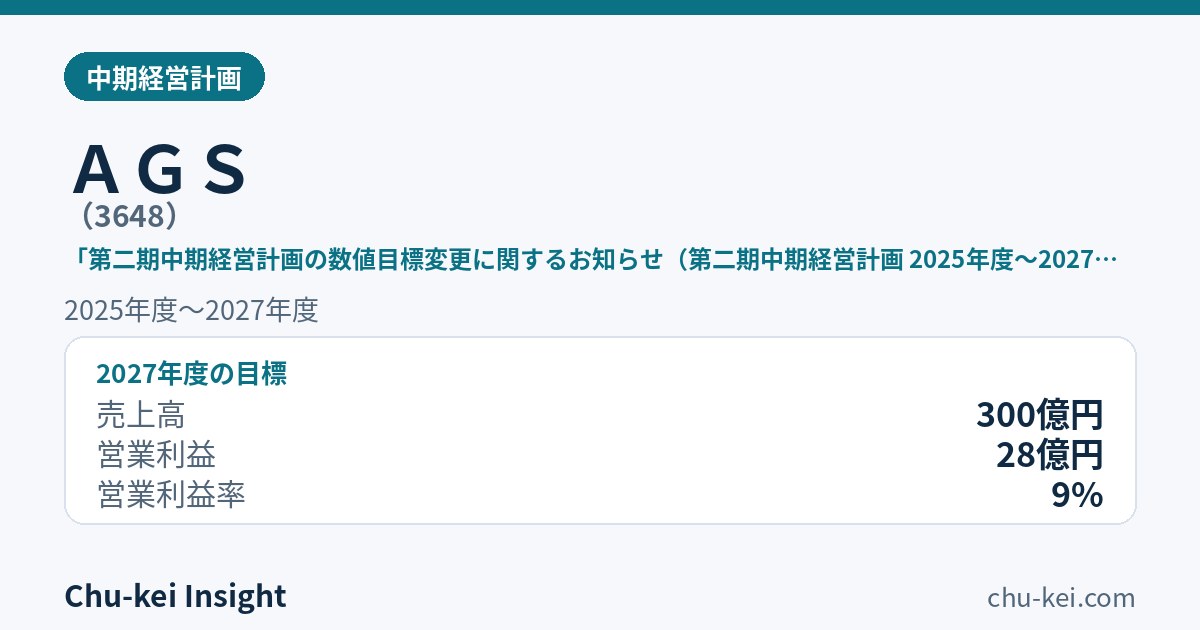 中期経営計画
ＡＧＳ
（3648）
「第二期中期経営計画の数値目標変更に関するお知らせ（第二期中期経営計画 2025年度～2027…
2025年度～2027年度
2027年度の目標
売上高 300億円
営業利益 28億円
営業利益率 9%
Chu-kei Insight chu-kei.com